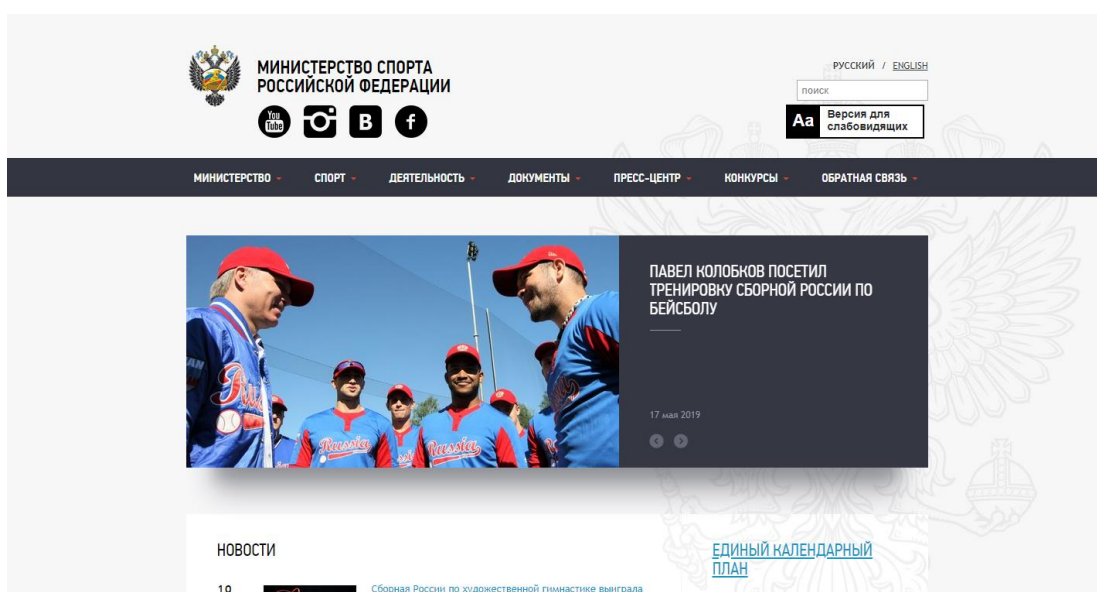 МИНИСТЕРСТВО СПОРТА
РОССИЙСКОЙ ФЕДЕРАЦИИ
You
Tube
B
f
РУССКИЙ / ENGLISH
поиск
Aa
Версия для
слабовидящих
МИНИСТЕРСТВО
СПОРТ
ДЕЯТЕЛЬНОСТЬ
ДОКУМЕНТЫ
ПРЕСС-ЦЕНТР
КОНКУРСЫ
ОБРАТНАЯ СВЯЗЬ
Russia
Russia
ПАВЕЛ КОЛОБКОВ ПОСЕТИЛ
ТРЕНИРОВКУ СБОРНОЙ РОССИИ ПО
БЕЙСБОЛУ
17 мая 2019
НОВОСТИ
19
Сборная России по художественной гимнастике выиграла
ЕДИНЫЙ КАЛЕНДАРНЫЙ
ПЛАН